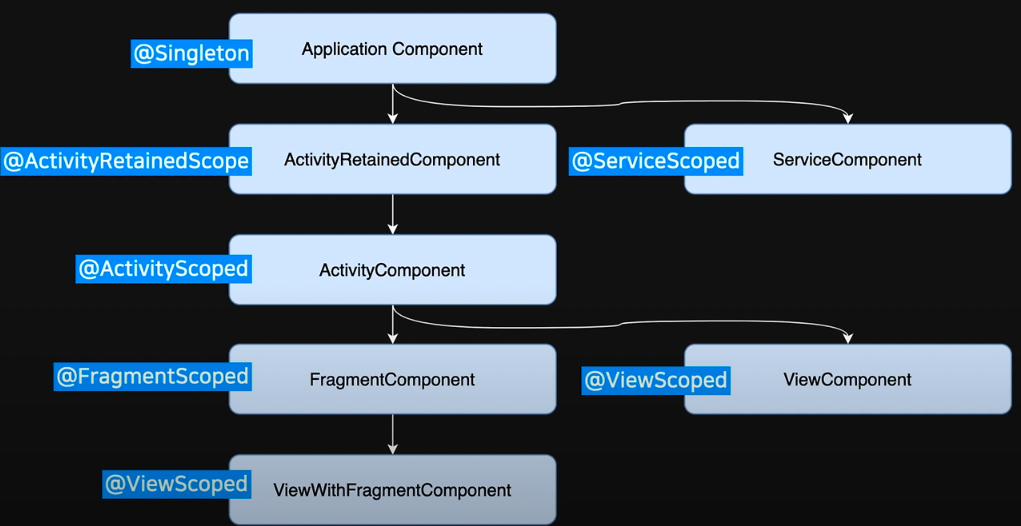 @Singleton
Application Component
@ActivityRetainedScope
ActivityRetainedComponent
@ServiceScoped
ServiceComponent
@ActivityScoped
ActivityComponent
@FragmentScoped
FragmentComponent
@ViewScoped
ViewComponent
@ViewScoped
ViewWithFragmentComponent